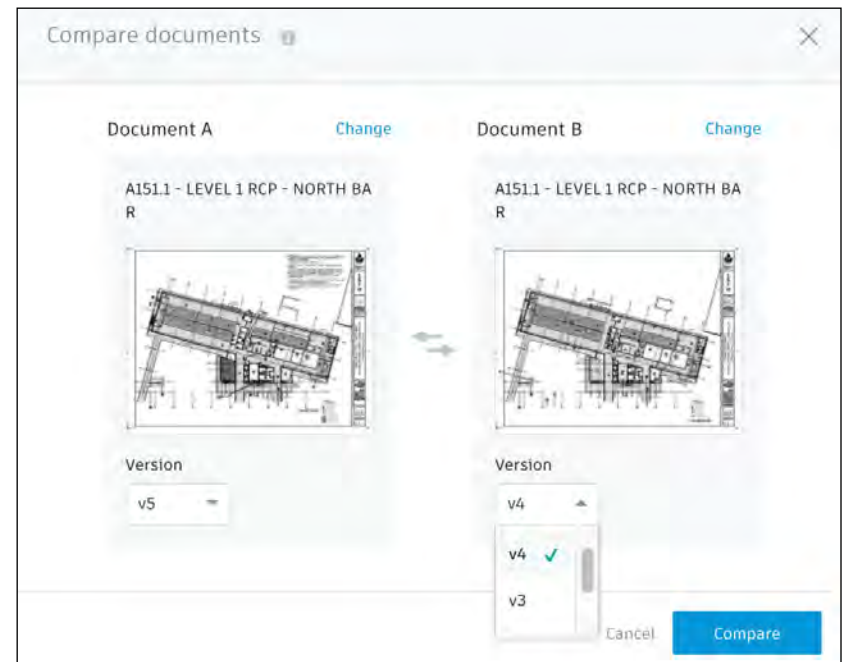 Compare documents
Document A
Change
Document B
Change
A151.1 - LEVEL 1 RCP - NORTH BA
R
A151.1 - LEVEL 1 RCP - NORTH BA
R
Version
v5
Version
v4
v4
v3
Cancel
Compare